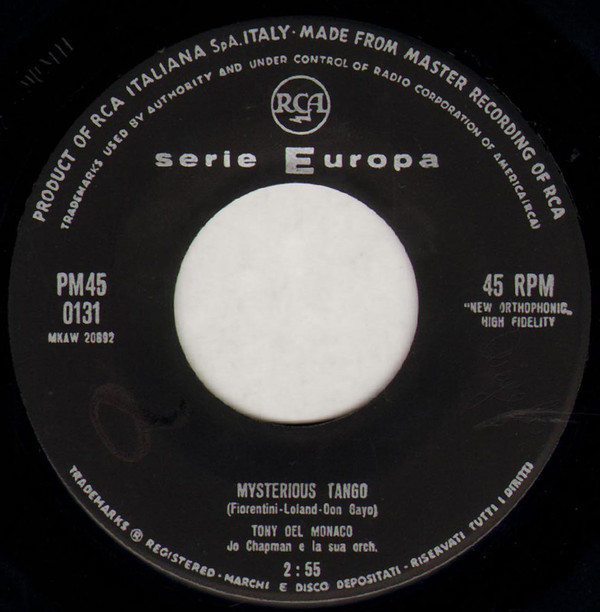 PRODUCT OF RCA ITALIANA SpA. ITALY · MADE FROM MASTER RECORDING OF RCA
TRADEMARKS USED BY AUTHORITY AND UNDER CONTROL OF RADIO CORPORATION OF AMERICA (RCA)
RCA
serie Europa
PM45
0131
MKAW 20892
45 RPM
"NEW ORTHOPHONIC"
HIGH FIDELITY
MYSTERIOUS TANGO
(Fiorentini-Loland-Don Bayo)
TONY DEL MONACO
Jo Chapman e la sua orch.
2:55
TRADEMARKS ® REGISTERED · MARCHI E DISCO DEPOSITATI · RISERVATI TUTTI I DIRITTI